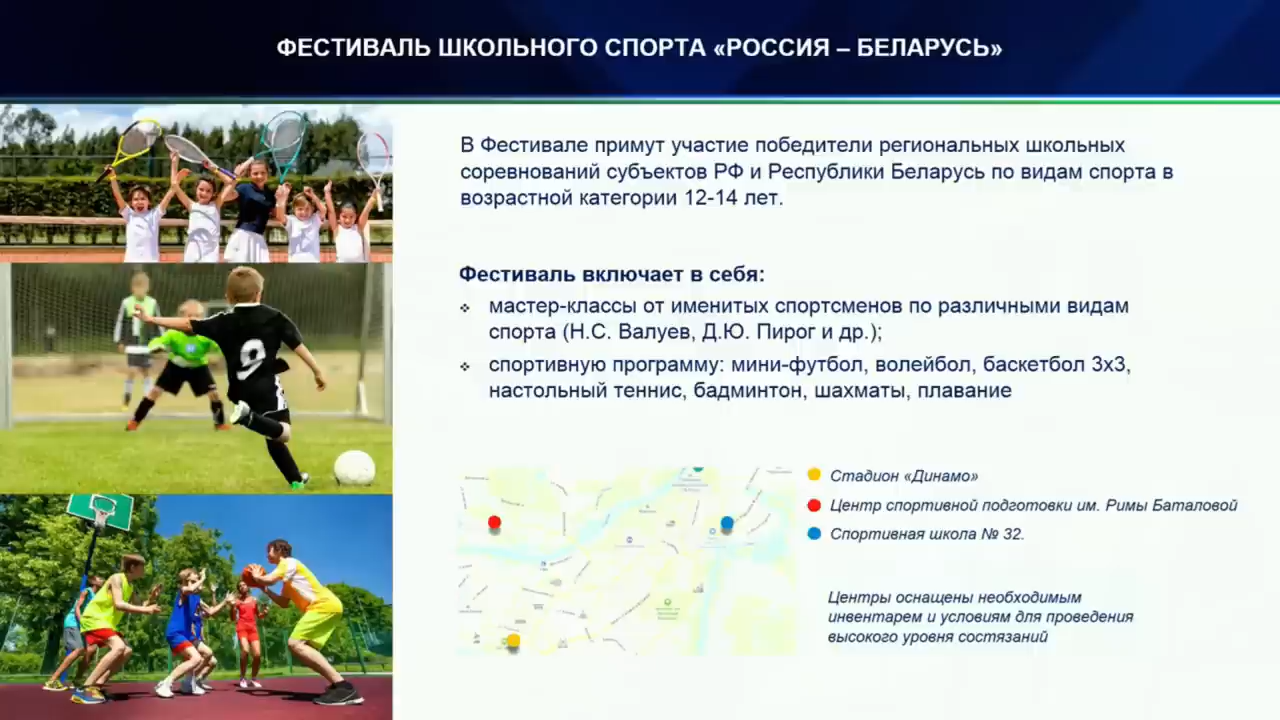 ФЕСТИВАЛЬ ШКОЛЬНОГО СПОРТА «РОССИЯ – БЕЛАРУСЬ»
В Фестивале примут участие победители региональных школьных
соревнований субъектов РФ и Республики Беларусь по видам спорта в
возрастной категории 12-14 лет.
Фестиваль включает в себя:
мастер-классы от именитых спортсменов по различными видам
спорта (Н.С. Валуев, Д.Ю. Пирог и др.);
спортивную программу: мини-футбол, волейбол, баскетбол 3х3,
настольный теннис, бадминтон, шахматы, плавание
9
Стадион «Динамо»
Центр спортивной подготовки им. Римы Баталовой
Спортивная школа № 32.
Центры оснащены необходимым
инвентарем и условиям для проведения
высокого уровня состязаний